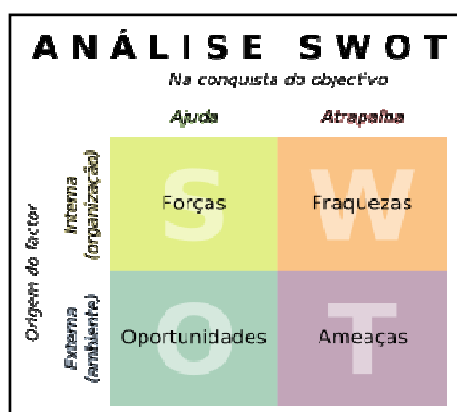 ANÁLISE SWOT
Na conquista do objectivo
Ajuda
Atrapalha
Origem do factor
Interna
(organização)
S
Forças
W
Fraquezas
Externa
(ambiente)
O
Oportunidades
T
Ameaças